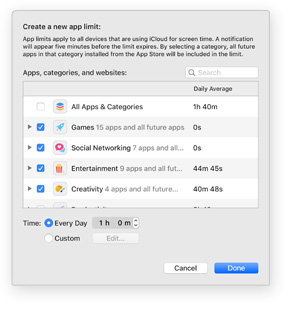 Create a new app limit:
App limits apply to all devices that are using iCloud for screen time. A notification
will appear five minutes before the limit expires. By selecting a category, all future
apps in that category installed from the App Store will be included in the limit.
Apps, categories, and websites:
Search
Daily Average
All Apps & Categories 1h 40m
Games 15 apps and all future apps 0s
Social Networking 7 apps and all... 0s
Entertainment 9 apps and all fut... 44m 45s
Creativity 4 apps and all future... 40m 48s
Time: Every Day 1 h 0 m
Custom Edit...
Cancel Done